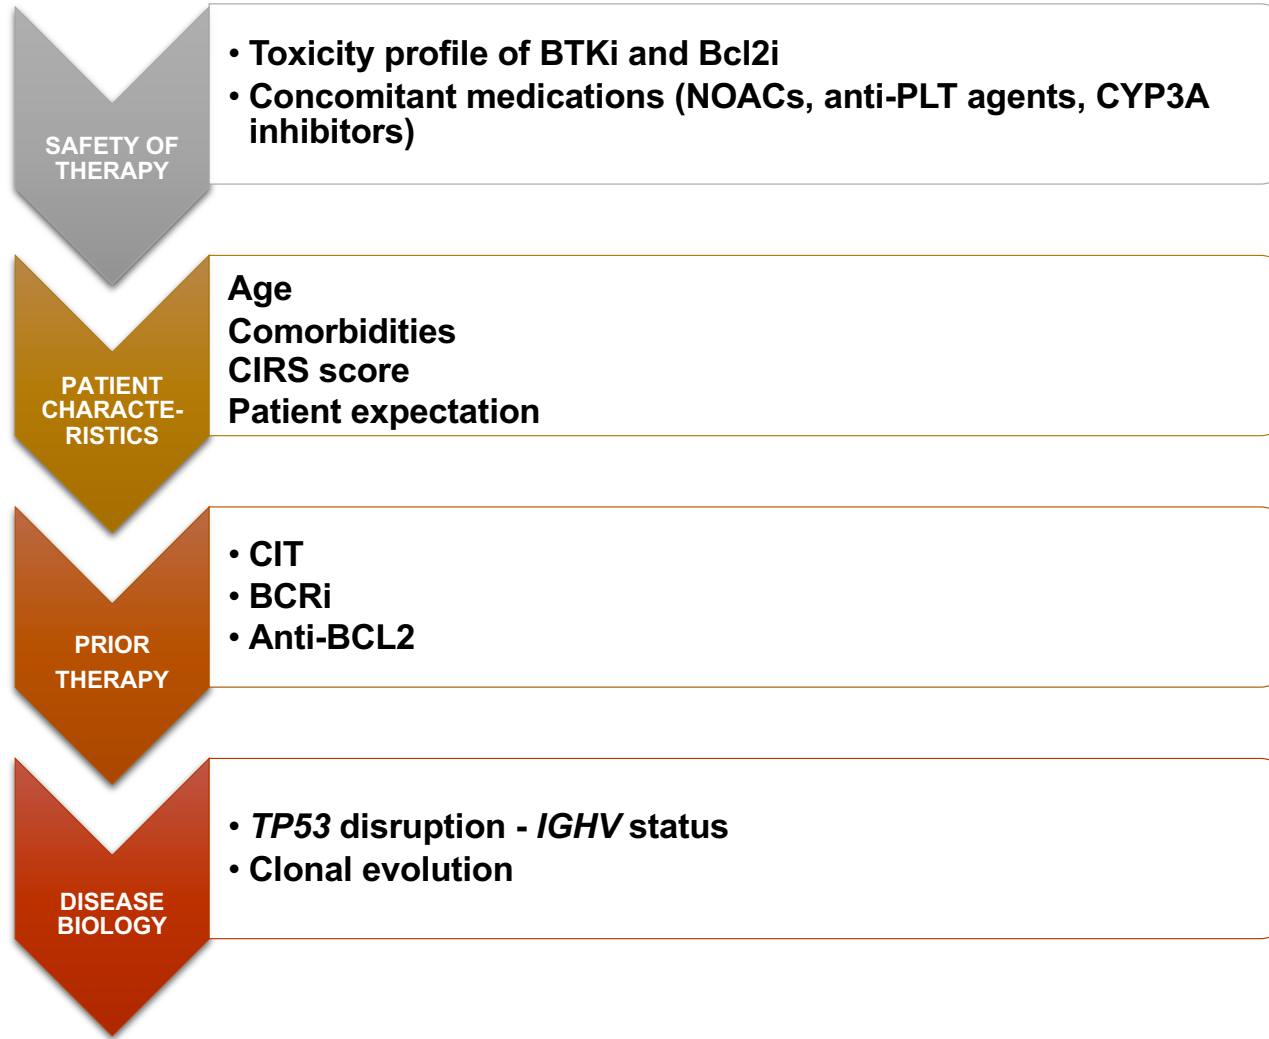 SAFETY OF
THERAPY
• Toxicity profile of BTKi and Bcl2i
• Concomitant medications (NOACs, anti-PLT agents, CYP3A
inhibitors)
PATIENT
CHARACTE-
RISTICS
Age
Comorbidities
CIRS score
Patient expectation
PRIOR
THERAPY
• CIT
• BCRi
• Anti-BCL2
DISEASE
BIOLOGY
• TP53 disruption - IGHV status
• Clonal evolution